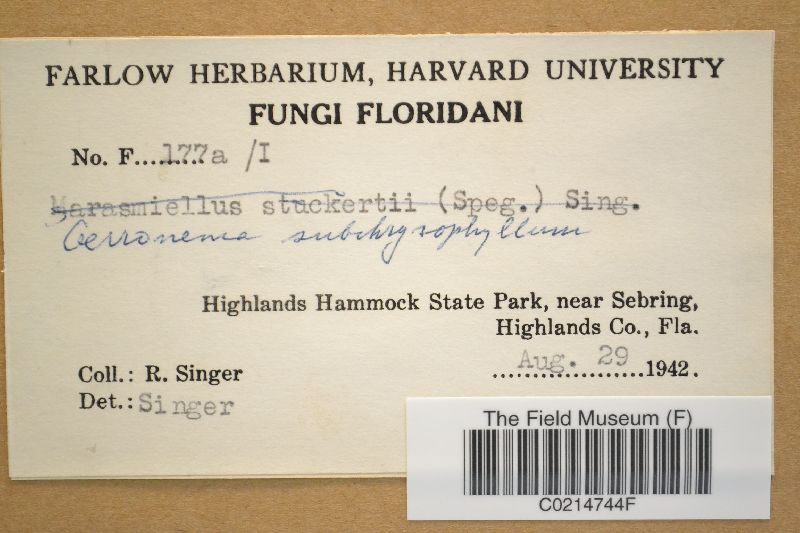 FARLOW HERBARIUM, HARVARD UNIVERSITY
FUNGI FLORIDANI
No. F.........177a /I
Marasmiellus stuckertii (Speg.) Sing.
Gerronema subchrysophyllum
Highlands Hammock State Park, near Sebring,
Highlands Co., Fla.
Aug. 29 ....................1942.
Coll.: R. Singer
Det.: Singer
The Field Museum (F)
C0214744F